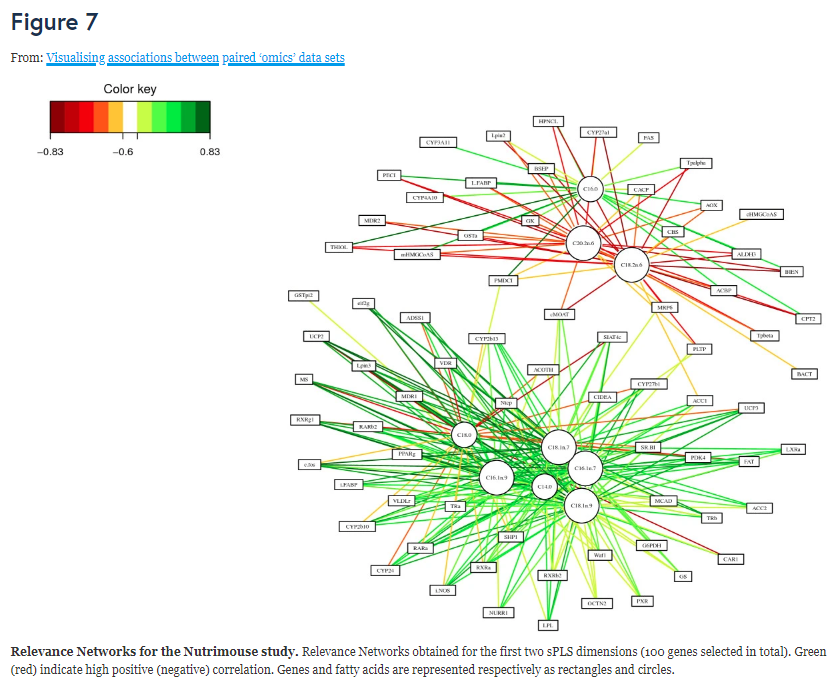 Figure 7
From: Visualising associations between paired ‘omics’ data sets
Color key
−0.83
−0.6
0.83
HPNCL
Lpin2
CYP27a1
FAS
CYP3A11
BSEP
Tpalpha
PECI
L.FABP
C16.0
CACP
CYP4A10
AOX
tHMGCoAS
MDR2
GK
GSTa
CBS
THIOL
mHMGCoAS
C20.2n.6
C18.2n.6
ALDH3
BIEN
PMDCI
ACBP
GSTpi2
eif2g
MRP6
ADSS1
cMOAT
CPT2
UCP2
CYP2b13
SIAT4c
Tpbeta
PLTP
VDR
Lpin3
ACOTH
BACT
MS
CYP27b1
MDR1
Ntcp
CIDEA
ACC1
UCP3
RXRg1
RARb2
C18.0
C18.1n.7
SR.BI
LXRa
PPARg
PDK4
FAT
c.fos
C16.1n.9
C16.1n.7
i.FABP
C14.0
VLDLr
TRa
C18.1n.9
MCAD
ACC2
TRb
CYP2b10
SHP1
RARa
G6PDH
Waf1
CAR1
CYP24
RXRa
RXRb2
GS
i.NOS
OCTN2
PXR
NURR1
LPL
Relevance Networks for the Nutrimouse study. Relevance Networks obtained for the first two sPLS dimensions (100 genes selected in total). Green
(red) indicate high positive (negative) correlation. Genes and fatty acids are represented respectively as rectangles and circles.